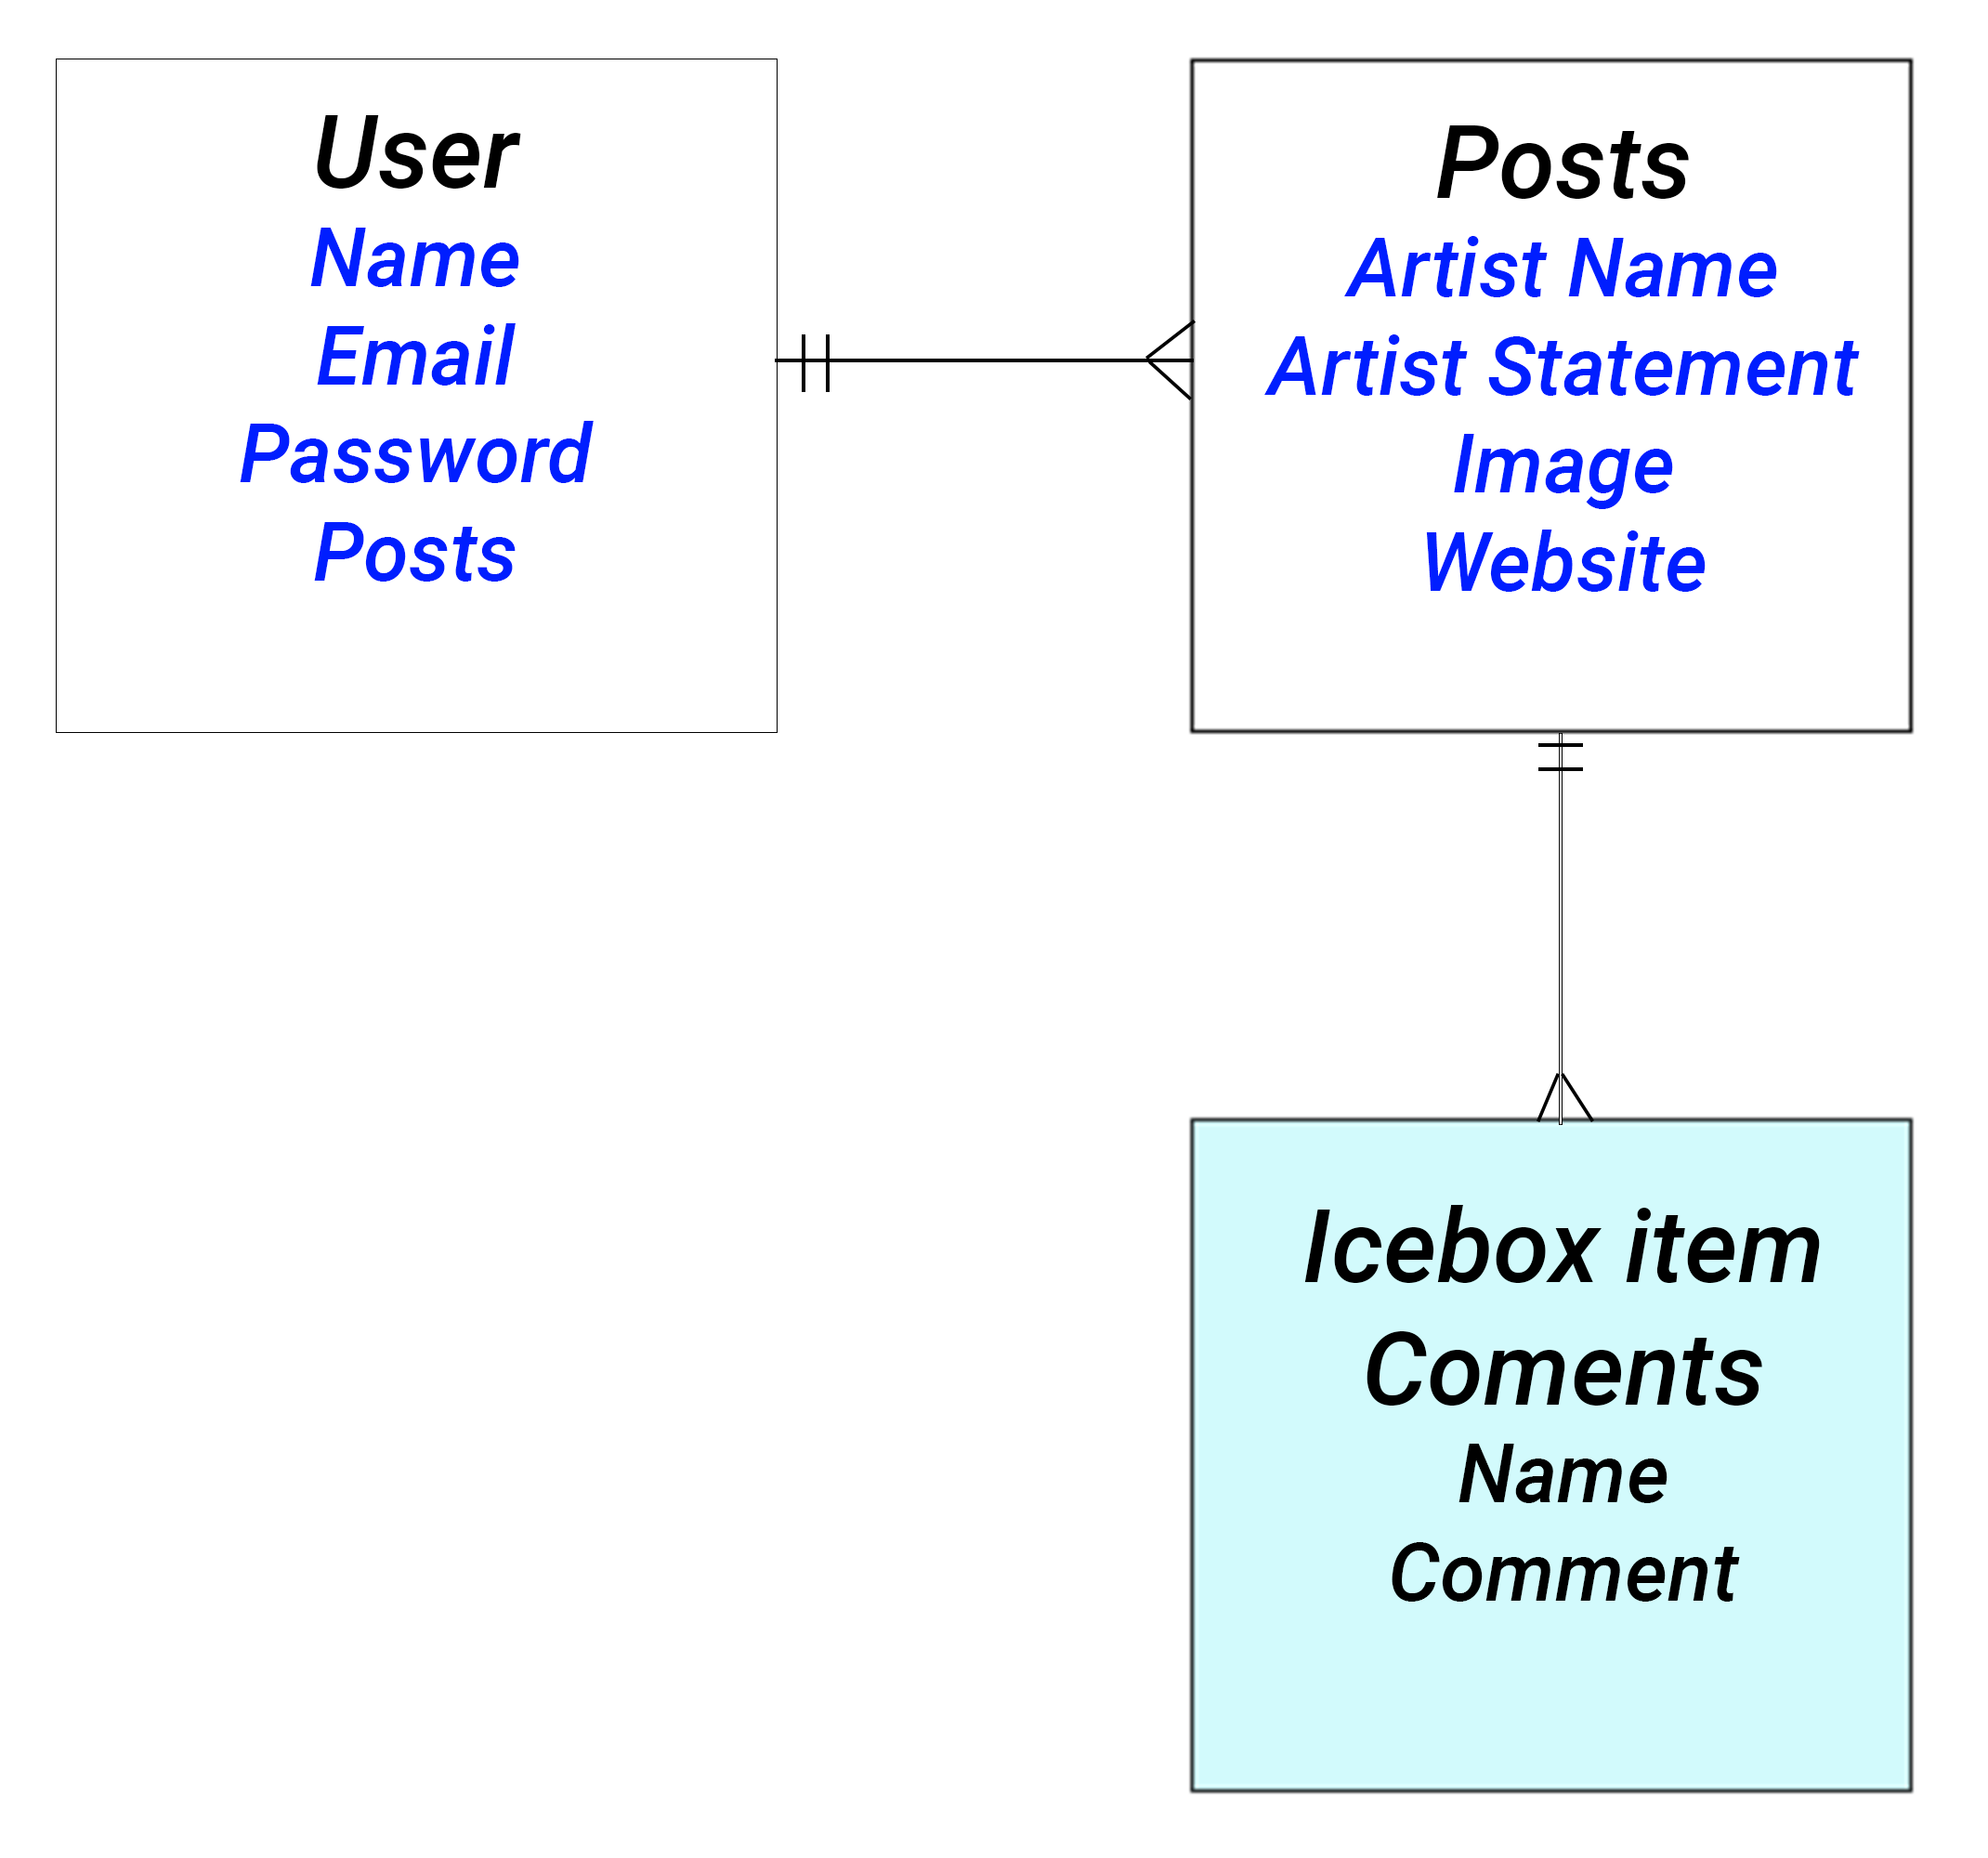 User
Name
Email
Password
Posts
Posts
Artist Name
Artist Statement
Image
Website
Icebox item
Coments
Name
Comment